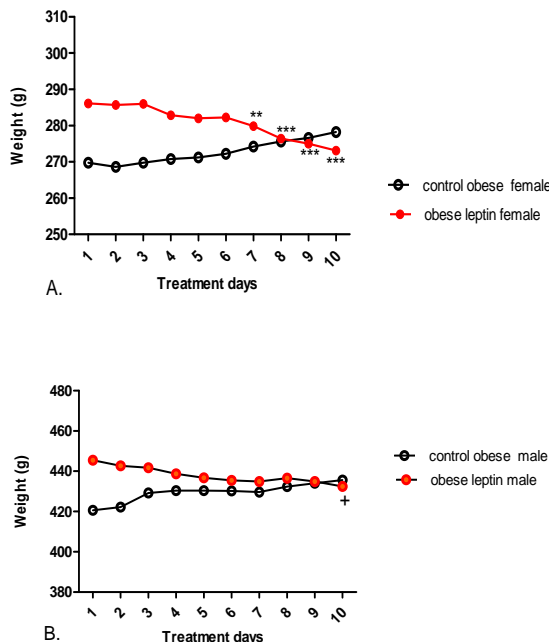 310
300
290
280
270
260
250
Weight (g)
**
***
***
***
1 2 3 4 5 6 7 8 9 10
Treatment days
A.
control obese female
obese leptin female
480
460
440
420
400
380
Weight (g)
+
1 2 3 4 5 6 7 8 9 10
Treatment days
B.
control obese male
obese leptin male